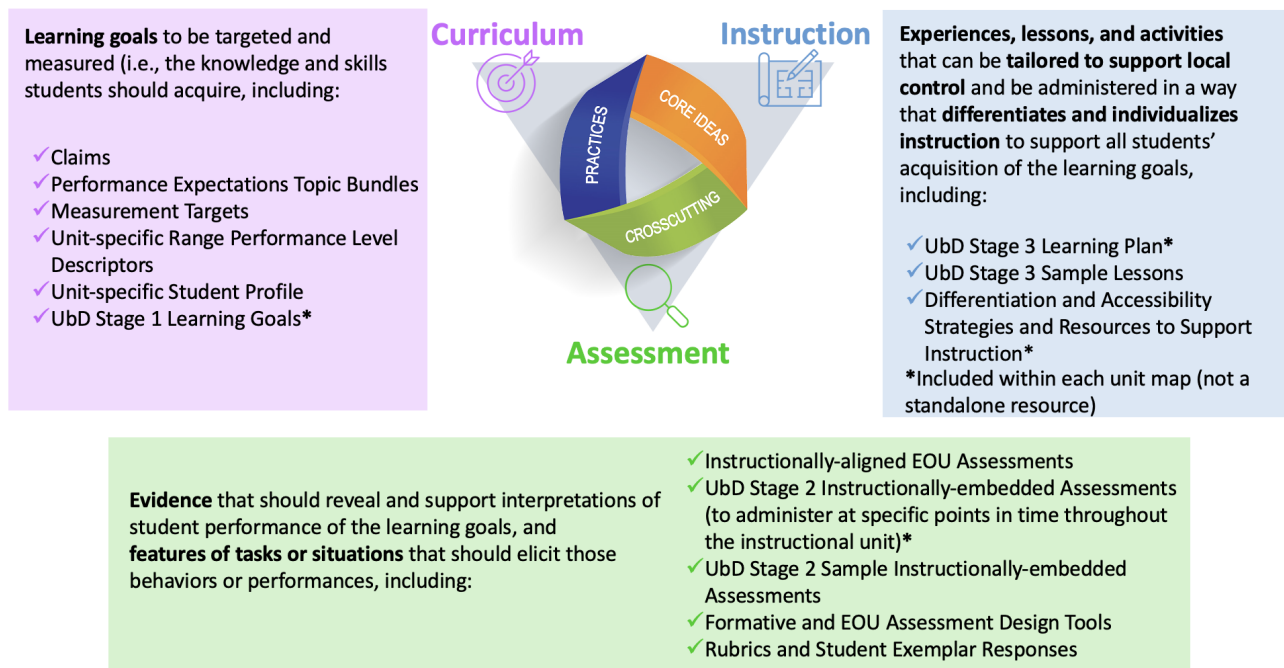 Learning goals to be targeted and
measured (i.e., the knowledge and skills
students should acquire, including:
✓Claims
✓Performance Expectations Topic Bundles
✓Measurement Targets
✓Unit-specific Range Performance Level
Descriptors
✓Unit-specific Student Profile
✓UbD Stage 1 Learning Goals*
Curriculum
Instruction
PRACTICES
CORE IDEAS
CROSSCUTTING
Assessment
Experiences, lessons, and activities
that can be tailored to support local
control and be administered in a way
that differentiates and individualizes
instruction to support all students’
acquisition of the learning goals,
including:
✓UbD Stage 3 Learning Plan*
✓UbD Stage 3 Sample Lessons
✓Differentiation and Accessibility
Strategies and Resources to Support
Instruction*
*Included within each unit map (not a
standalone resource)
Evidence that should reveal and support interpretations of
student performance of the learning goals, and
features of tasks or situations that should elicit those
behaviors or performances, including:
✓Instructionally-aligned EOU Assessments
✓UbD Stage 2 Instructionally-embedded Assessments
(to administer at specific points in time throughout
the instructional unit)*
✓UbD Stage 2 Sample Instructionally-embedded
Assessments
✓Formative and EOU Assessment Design Tools
✓Rubrics and Student Exemplar Responses